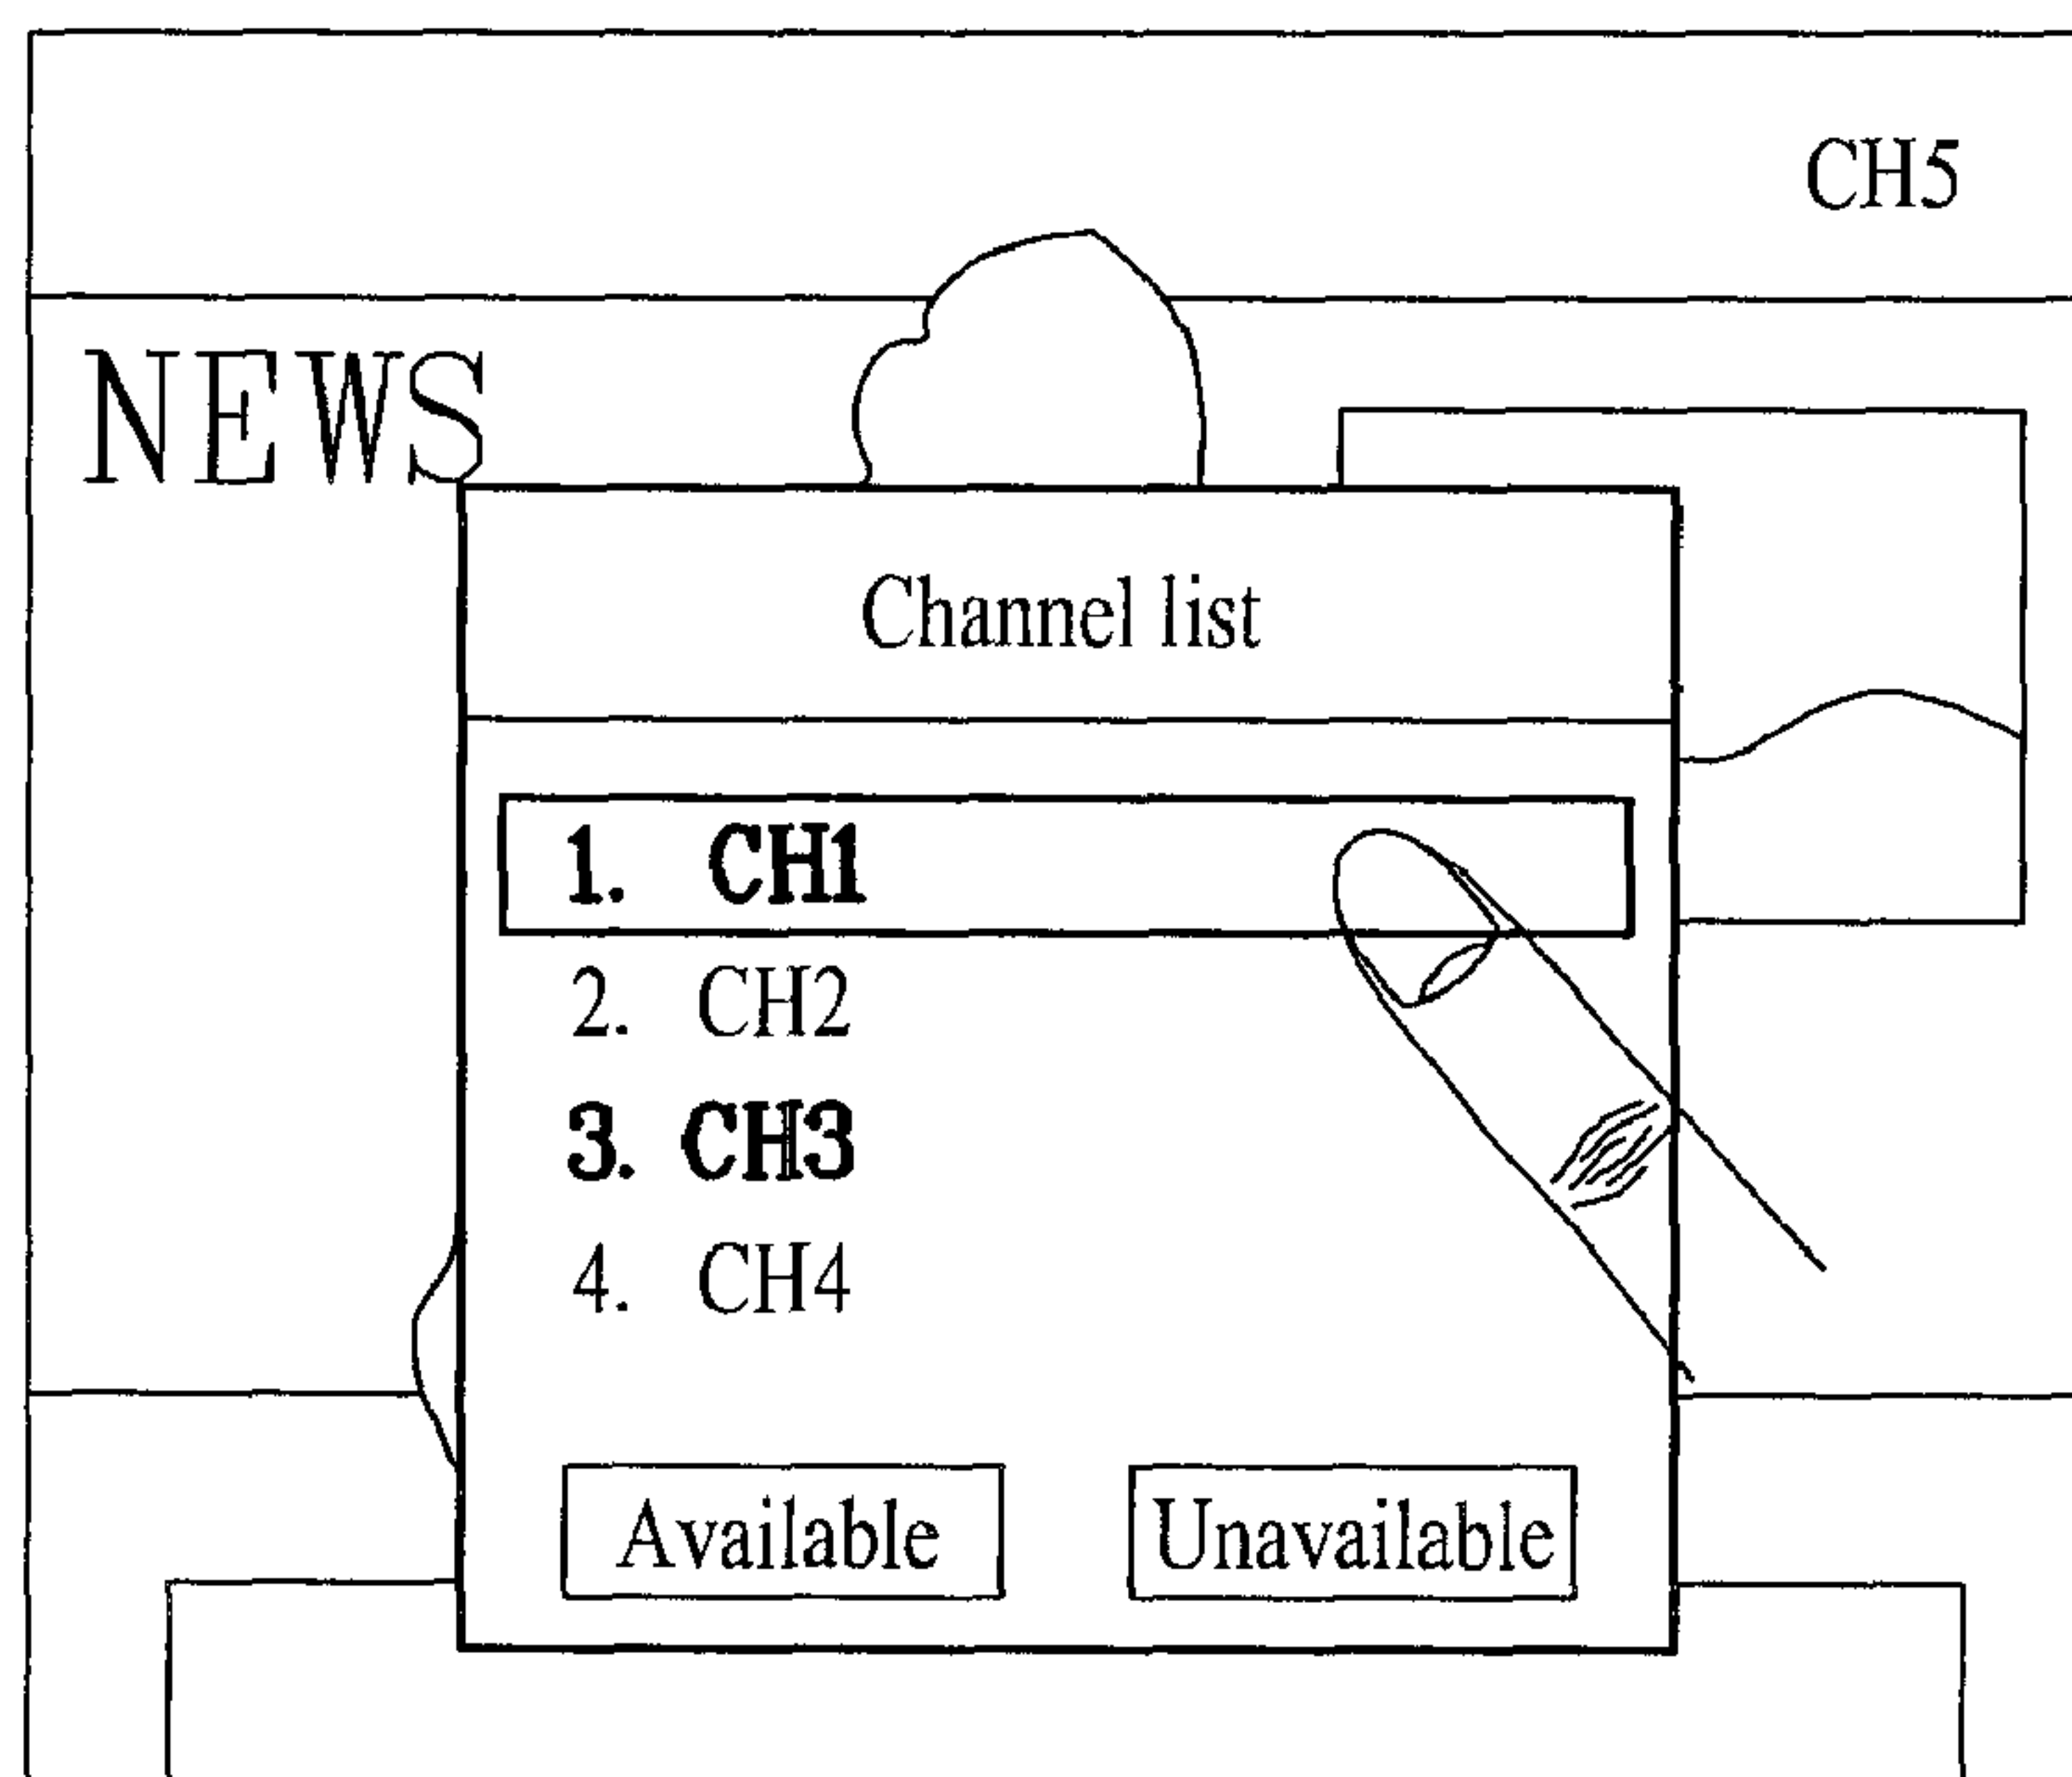 CH5
NEWS
Channel list
1. CH1
2. CH2
3. CH3
4. CH4
Available Unavailable